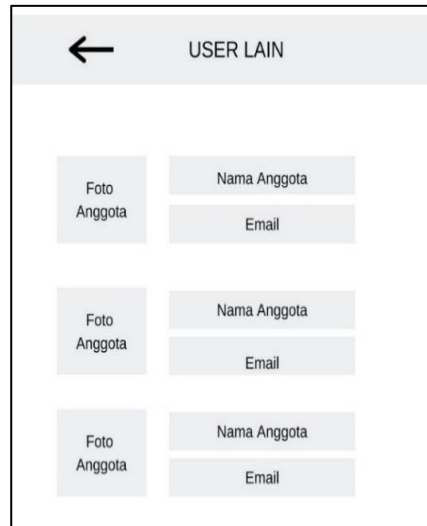 USER LAIN
Foto
Anggota
Nama Anggota
Email
Foto
Anggota
Nama Anggota
Email
Foto
Anggota
Nama Anggota
Email